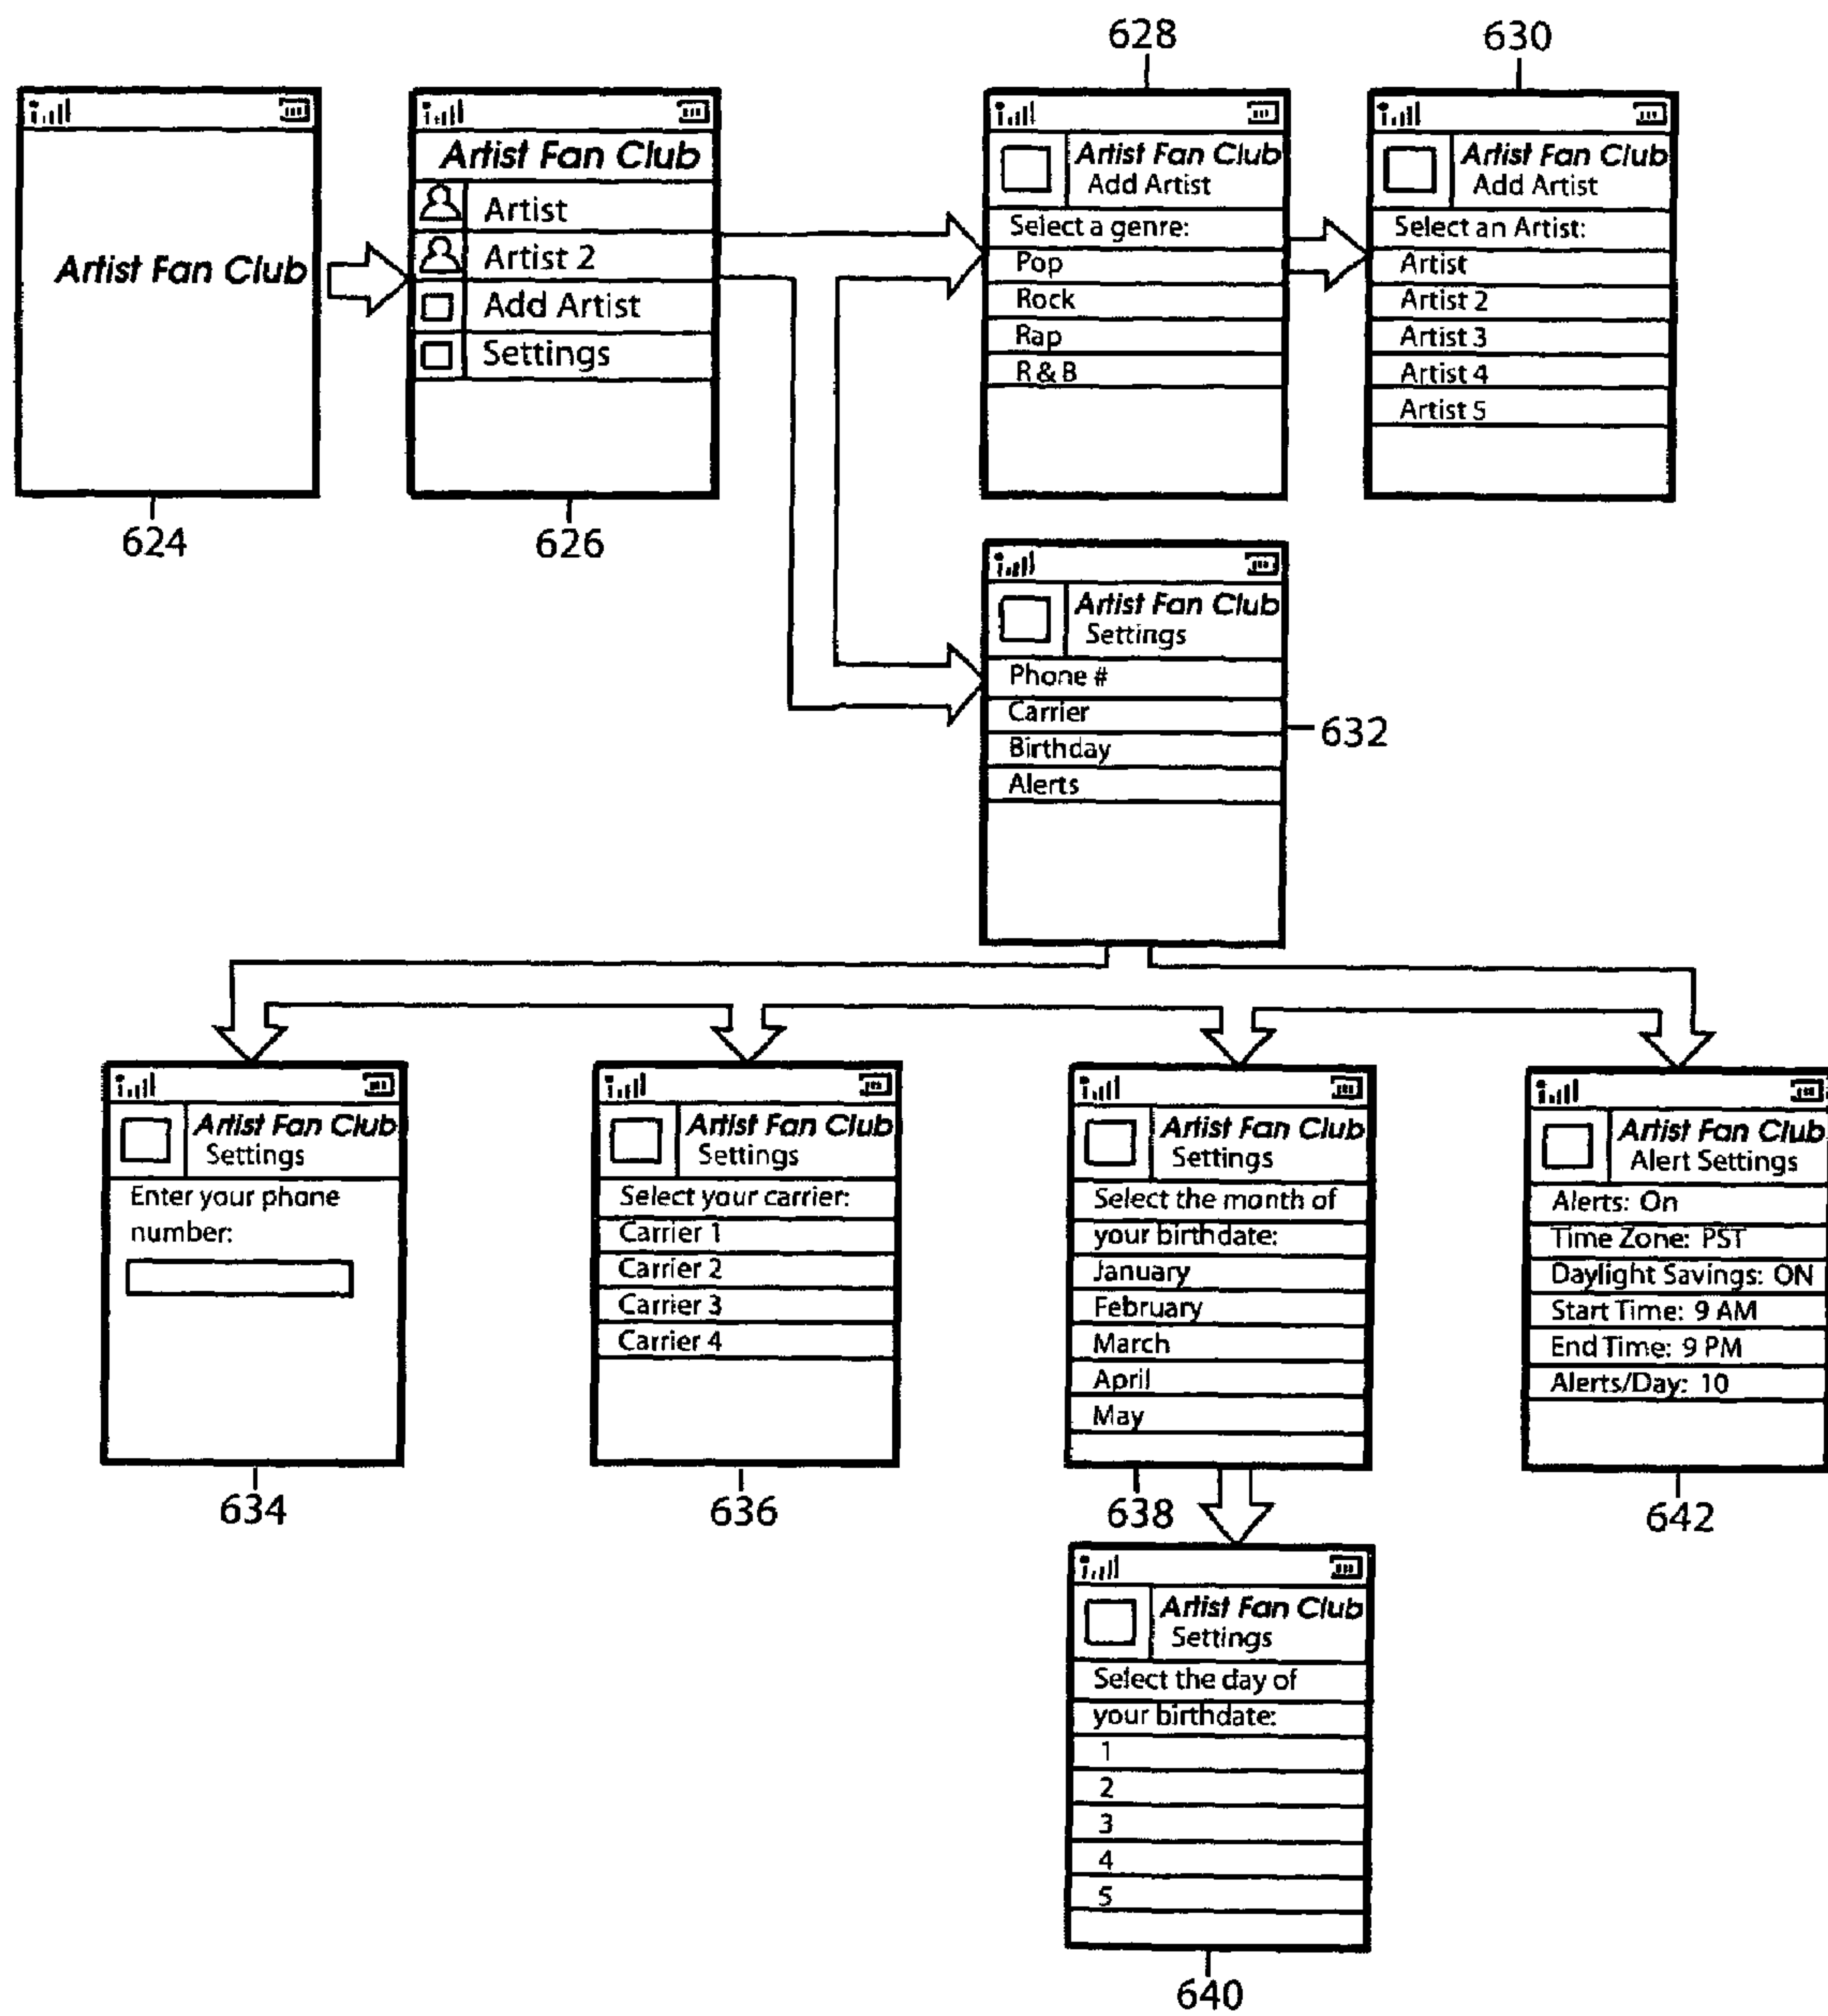 628
630
Artist Fan Club
624
Artist Fan Club
Artist
Artist 2
Add Artist
Settings
626
Artist Fan Club
Add Artist
Select a genre:
Pop
Rock
Rap
R & B
Artist Fan Club
Add Artist
Select an Artist:
Artist
Artist 2
Artist 3
Artist 4
Artist 5
Artist Fan Club
Settings
Phone #
Carrier
Birthday
Alerts
632
Artist Fan Club
Settings
Enter your phone
number:
634
Artist Fan Club
Settings
Select your carrier:
Carrier 1
Carrier 2
Carrier 3
Carrier 4
636
Artist Fan Club
Settings
Select the month of
your birthdate:
January
February
March
April
May
638
Artist Fan Club
Alert Settings
Alerts: On
Time Zone: PST
Daylight Savings: ON
Start Time: 9 AM
End Time: 9 PM
Alerts/Day: 10
642
Artist Fan Club
Settings
Select the day of
your birthdate:
1
2
3
4
5
640